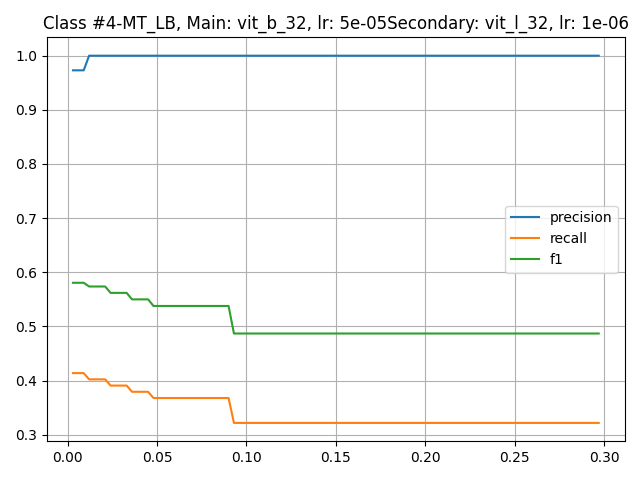 Class #4-MT_LB, Main: vit_b_32, lr: 5e-05Secondary: vit_l_32, lr: 1e-06
1.0
0.9
0.8
0.7
0.6
0.5
0.4
0.3
precision
recall
f1
0.00 0.05 0.10 0.15 0.20 0.25 0.30